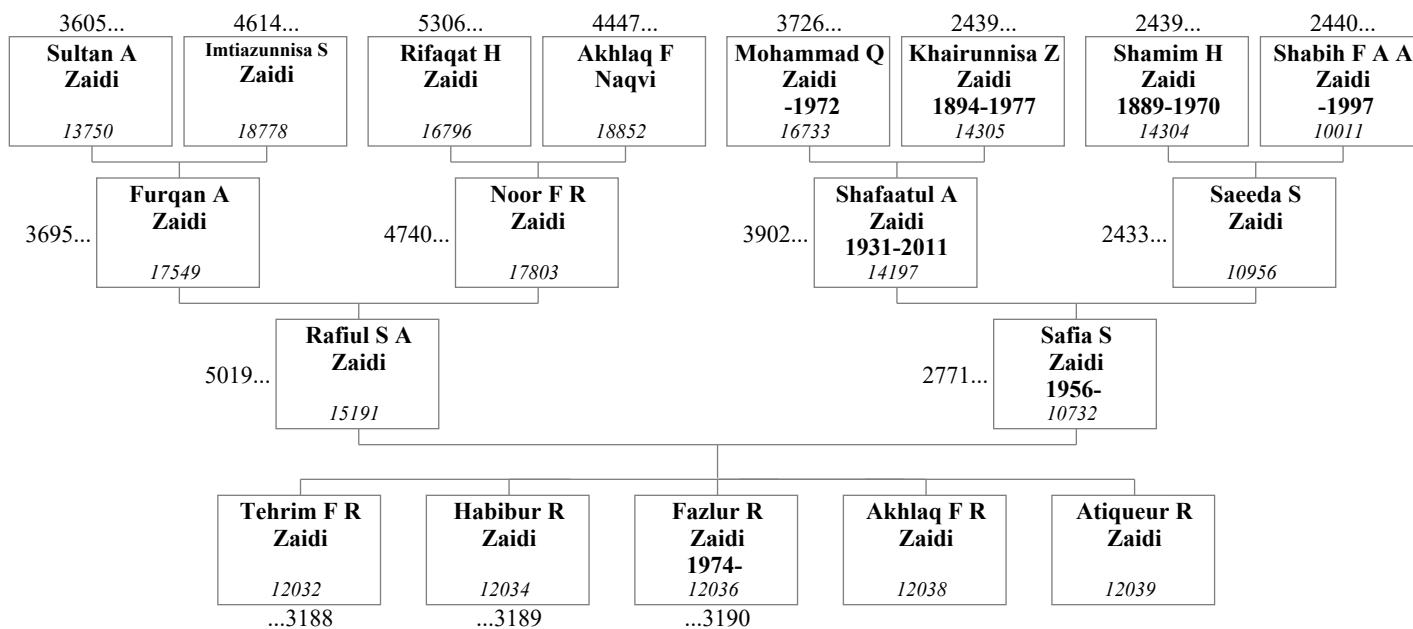 3605... 4614... 5306... 4447... 3726... 2439... 2439... 2440...
Sultan A
Zaidi
13750
Imtiazunnisa S
Zaidi
18778
Rifaqat H
Zaidi
16796
Akhlaq F
Naqvi
18852
Mohammad Q
Zaidi
-1972
16733
Khairunnisa Z
Zaidi
1894-1977
14305
Shamim H
Zaidi
1889-1970
14304
Shabih F A A
Zaidi
-1997
10011
3695...
Furqan A
Zaidi
17549
4740...
Noor F R
Zaidi
17803
3902...
Shafaatul A
Zaidi
1931-2011
14197
2433...
Saeeda S
Zaidi
10956
5019...
Rafiul S A
Zaidi
15191
2771...
Safia S
Zaidi
1956-
10732
Tehrim F R
Zaidi
12032
...3188
Habibur R
Zaidi
12034
...3189
Fazlur R
Zaidi
1974-
12036
...3190
Akhlaq F R
Zaidi
12038
Atiqueur R
Zaidi
12039